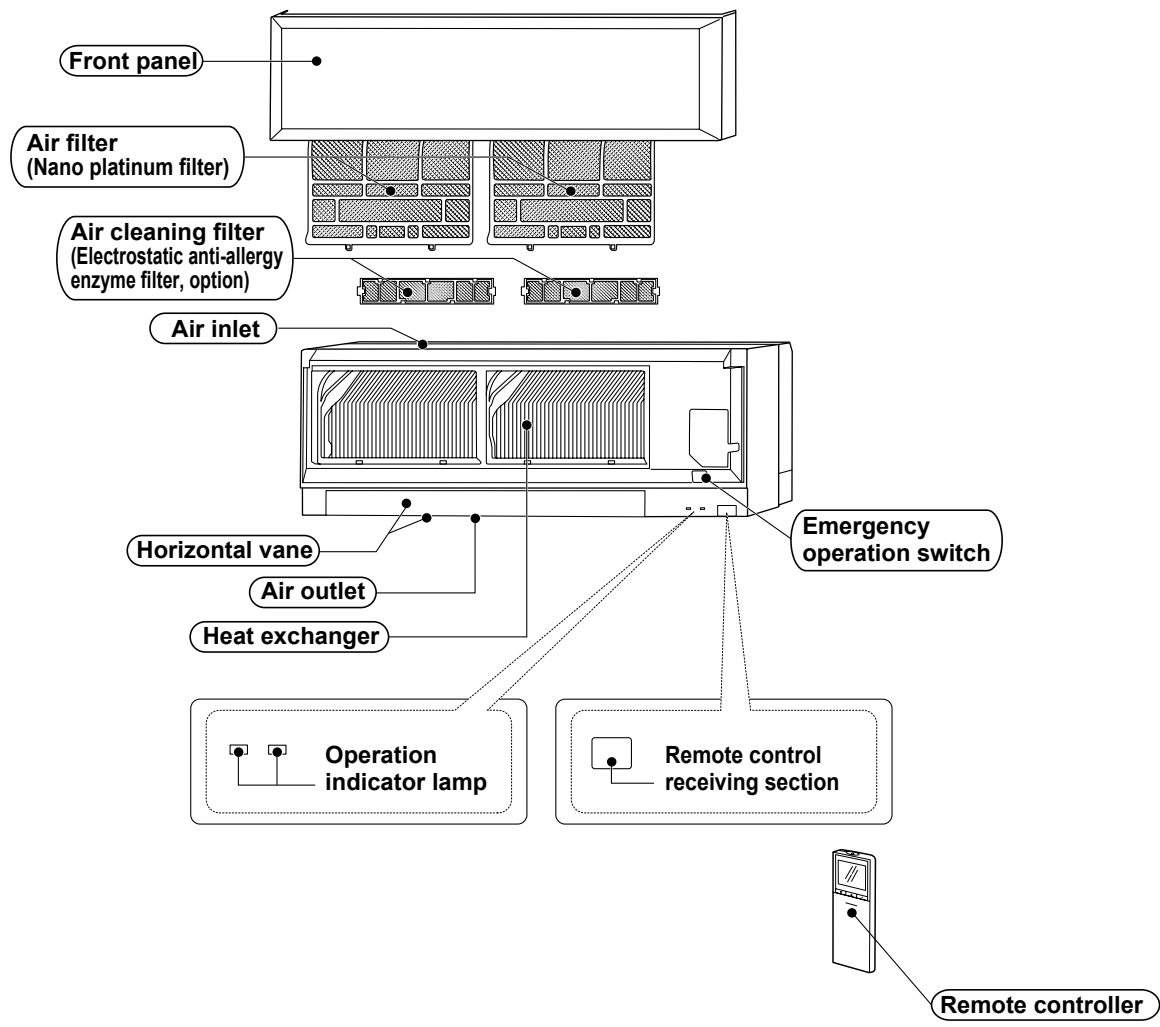 Front panel
Air filter
(Nano platinum filter)
Air cleaning filter
(Electrostatic anti-allergy
enzyme filter, option)
Air inlet
Horizontal vane
Air outlet
Heat exchanger
Emergency
operation switch
Operation
indicator lamp
Remote control
receiving section
Remote controller